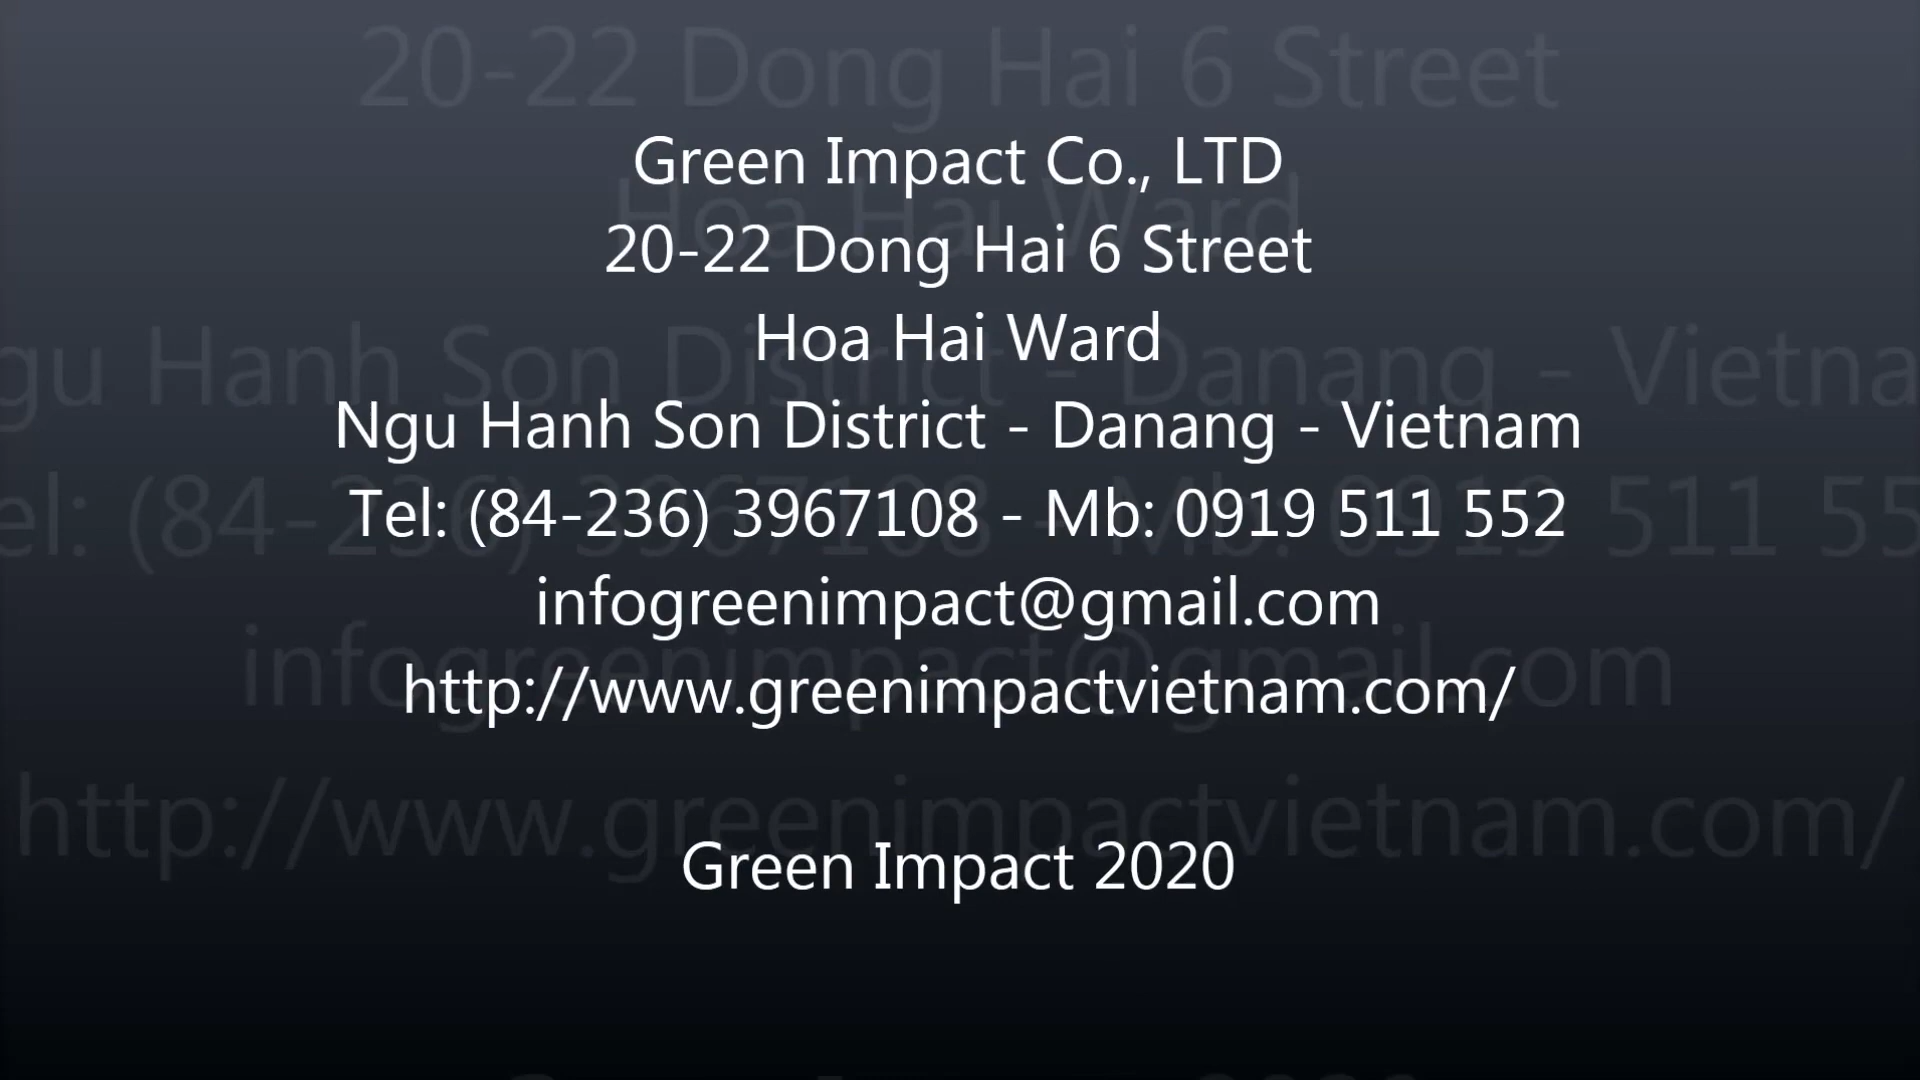 Green Impact Co., LTD
20-22 Dong Hai 6 Street
Hoa Hai Ward
Ngu Hanh Son District - Danang - Vietnam
Tel: (84-236) 3967108 - Mb: 0919 511 552
infogreenimpact@gmail.com
http://www.greenimpactvietnam.com/
Green Impact 2020